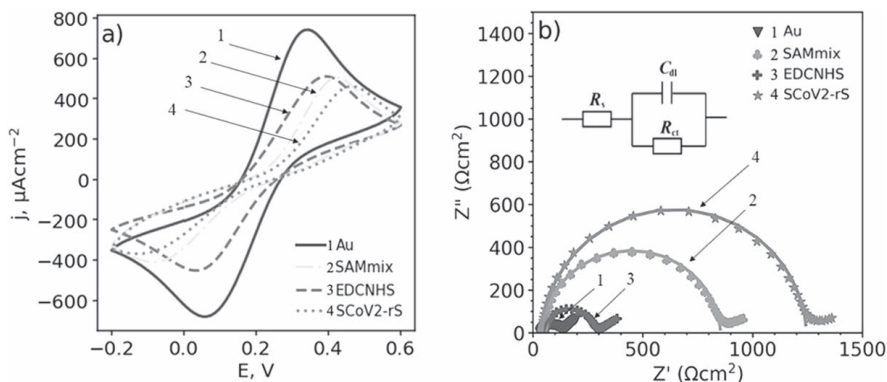 a)
800
600
400
200
0
−200
−400
−600
j, µAcm⁻²
−0.2
0.0
0.2
0.4
0.6
E, V
1
2
3
4
1 Au
2 SAMmix
3 EDCNHS
4 SCoV2-rS
b)
1400
1200
1000
800
600
400
200
0
Z'' (Ωcm²)
0
500
1000
1500
Z' (Ωcm²)
1 Au
2 SAMmix
3 EDCNHS
4 SCoV2-rS
Cdl
Rs
Rct
4
2
1
3